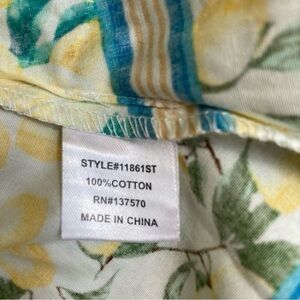 STYLE#11861ST
100%COTTON
RN#137570
MADE IN CHINA